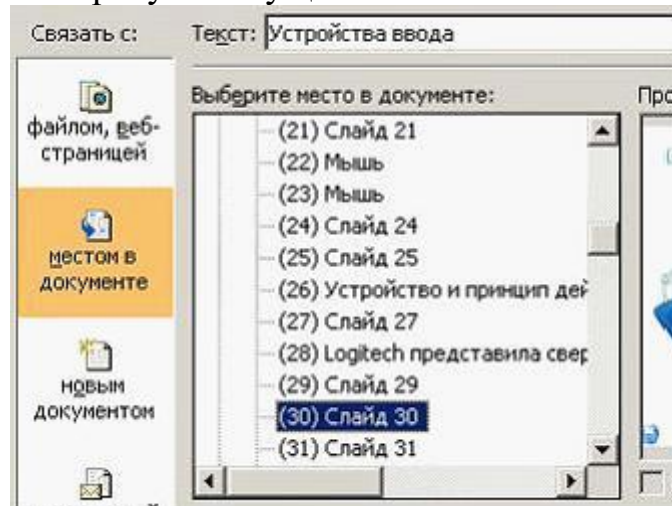 Связать с:
Текст: Устройства ввода
Выберите место в документе:
файлом, веб-
страницей
местом в
документе
новым
документом
(21) Слайд 21
(22) Мышь
(23) Мышь
(24) Слайд 24
(25) Слайд 25
(26) Устройство и принцип дей
(27) Слайд 27
(28) Logitech представила свер
(29) Слайд 29
(30) Слайд 30
(31) Слайд 31